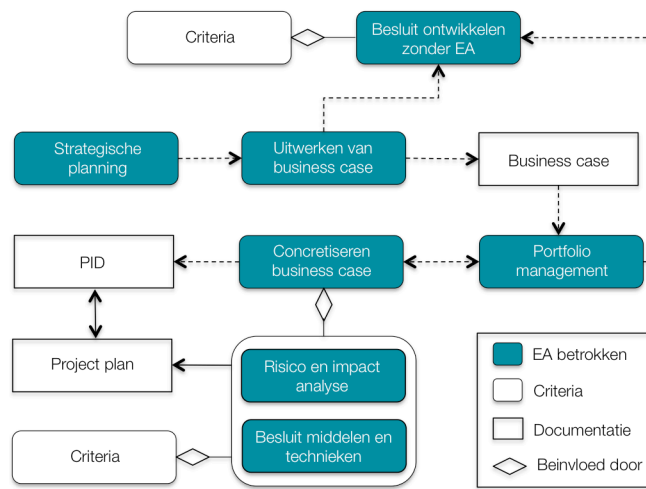 Criteria
Besluit ontwikkelen
zonder EA
Strategische
planning
Uitwerken van
business case
Business case
PID
Concretiseren
business case
Portfolio
management
Project plan
Risico en impact
analyse
Besluit middelen en
technieken
Criteria
EA betrokken
Criteria
Documentatie
Beinvloed door